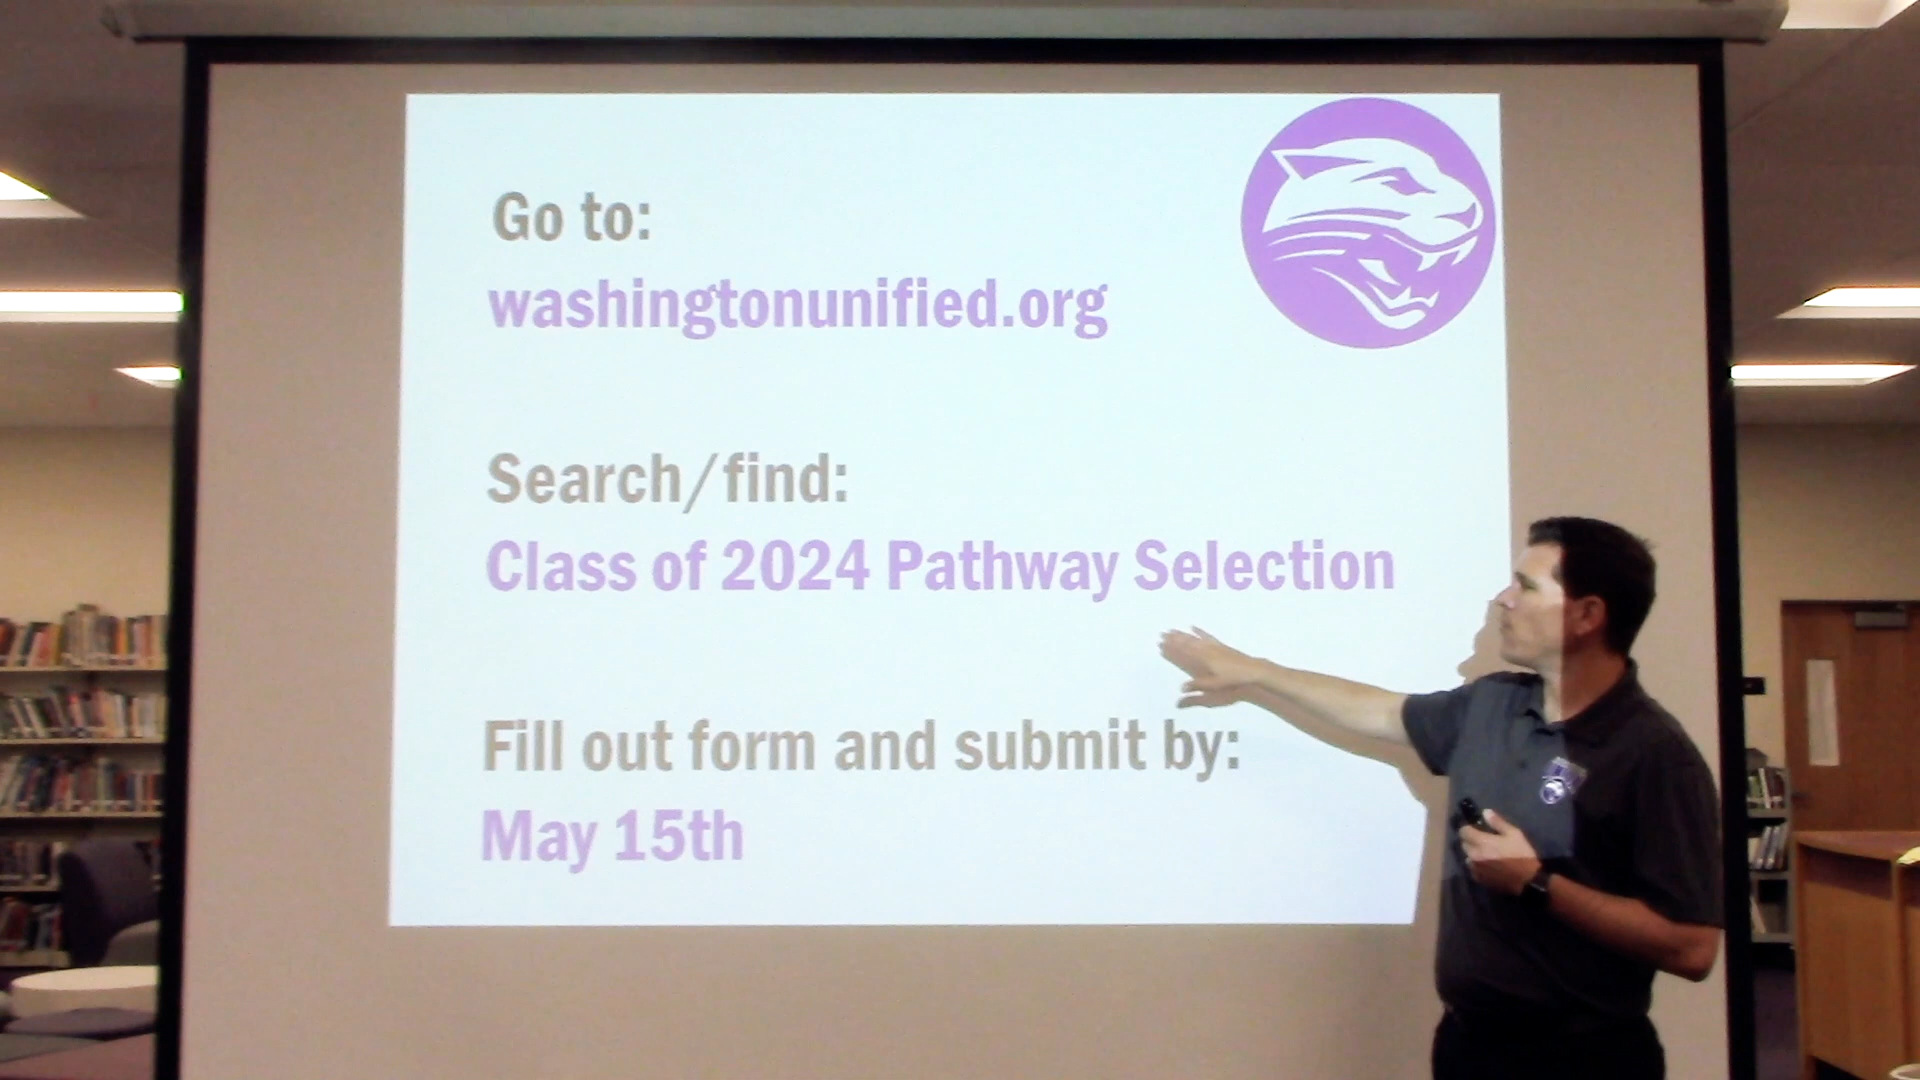 Go to:
washingtonunified.org
Search/find:
Class of 2024 Pathway Selection
Fill out form and submit by:
May 15th